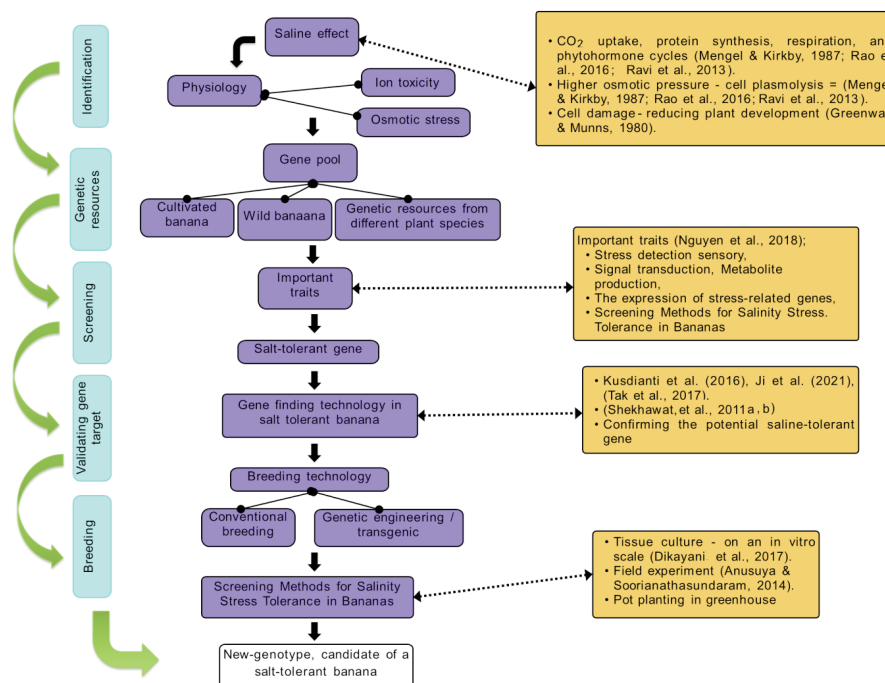 Identification
Genetic
resources
Screening
Validating gene
target
Breeding
Saline effect
Physiology
Ion toxicity
Osmotic stress
Gene pool
Cultivated
banana
Wild banaana
Genetic resources from
different plant species
Important
traits
Salt-tolerant gene
Gene finding technology in
salt tolerant banana
Breeding technology
Conventional
breeding
Genetic engineering /
transgenic
Screening Methods for Salinity
Stress Tolerance in Bananas
New-genotype, candidate of a
salt-tolerant banana
• CO2 uptake, protein synthesis, respiration, an
phytohormone cycles (Mengel & Kirkby, 1987; Rao e
al., 2016; Ravi et al., 2013).
• Higher osmotic pressure - cell plasmolysis = (Menge
& Kirkby, 1987; Rao et al., 2016; Ravi et al., 2013).
• Cell damage - reducing plant development (Greenwa
& Munns, 1980).
Important traits (Nguyen et al., 2018);
• Stress detection sensory,
• Signal transduction, Metabolite
production,
• The expression of stress-related genes,
• Screening Methods for Salinity Stress.
Tolerance in Bananas
• Kusdianti et al. (2016), Ji et al. (2021),
(Tak et al., 2017).
• (Shekhawat, et al., 2011a, b)
• Confirming the potential saline-tolerant
gene
• Tissue culture - on an in vitro
scale (Dikayani et al., 2017).
• Field experiment (Anusuya &
Soorianathasundaram, 2014).
• Pot planting in greenhouse